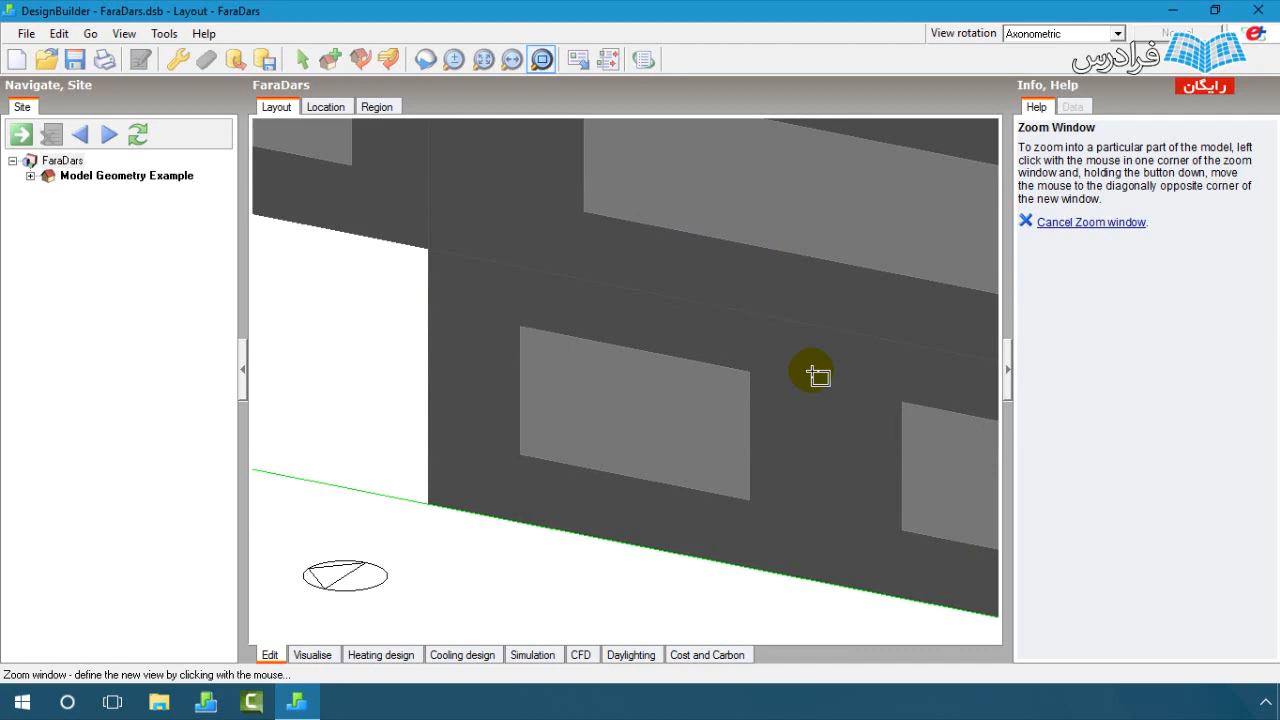 DesignBuilder - FaraDars.dsb - Layout - FaraDars
File Edit Go View Tools Help
View rotation Axonometric
Normal
فرادرس
رایگان
Navigate, Site
FaraDars
Info, Help
Site
Layout Location Region
Help Data
FaraDars
Model Geometry Example
Zoom Window
To zoom into a particular part of the model, left
click with the mouse in one corner of the zoom
window and, holding the button down, move
the mouse to the diagonally opposite corner of
the new window.
Cancel Zoom window.
Edit Visualise Heating design Cooling design Simulation CFD Daylighting Cost and Carbon
Zoom window - define the new view by clicking with the mouse...